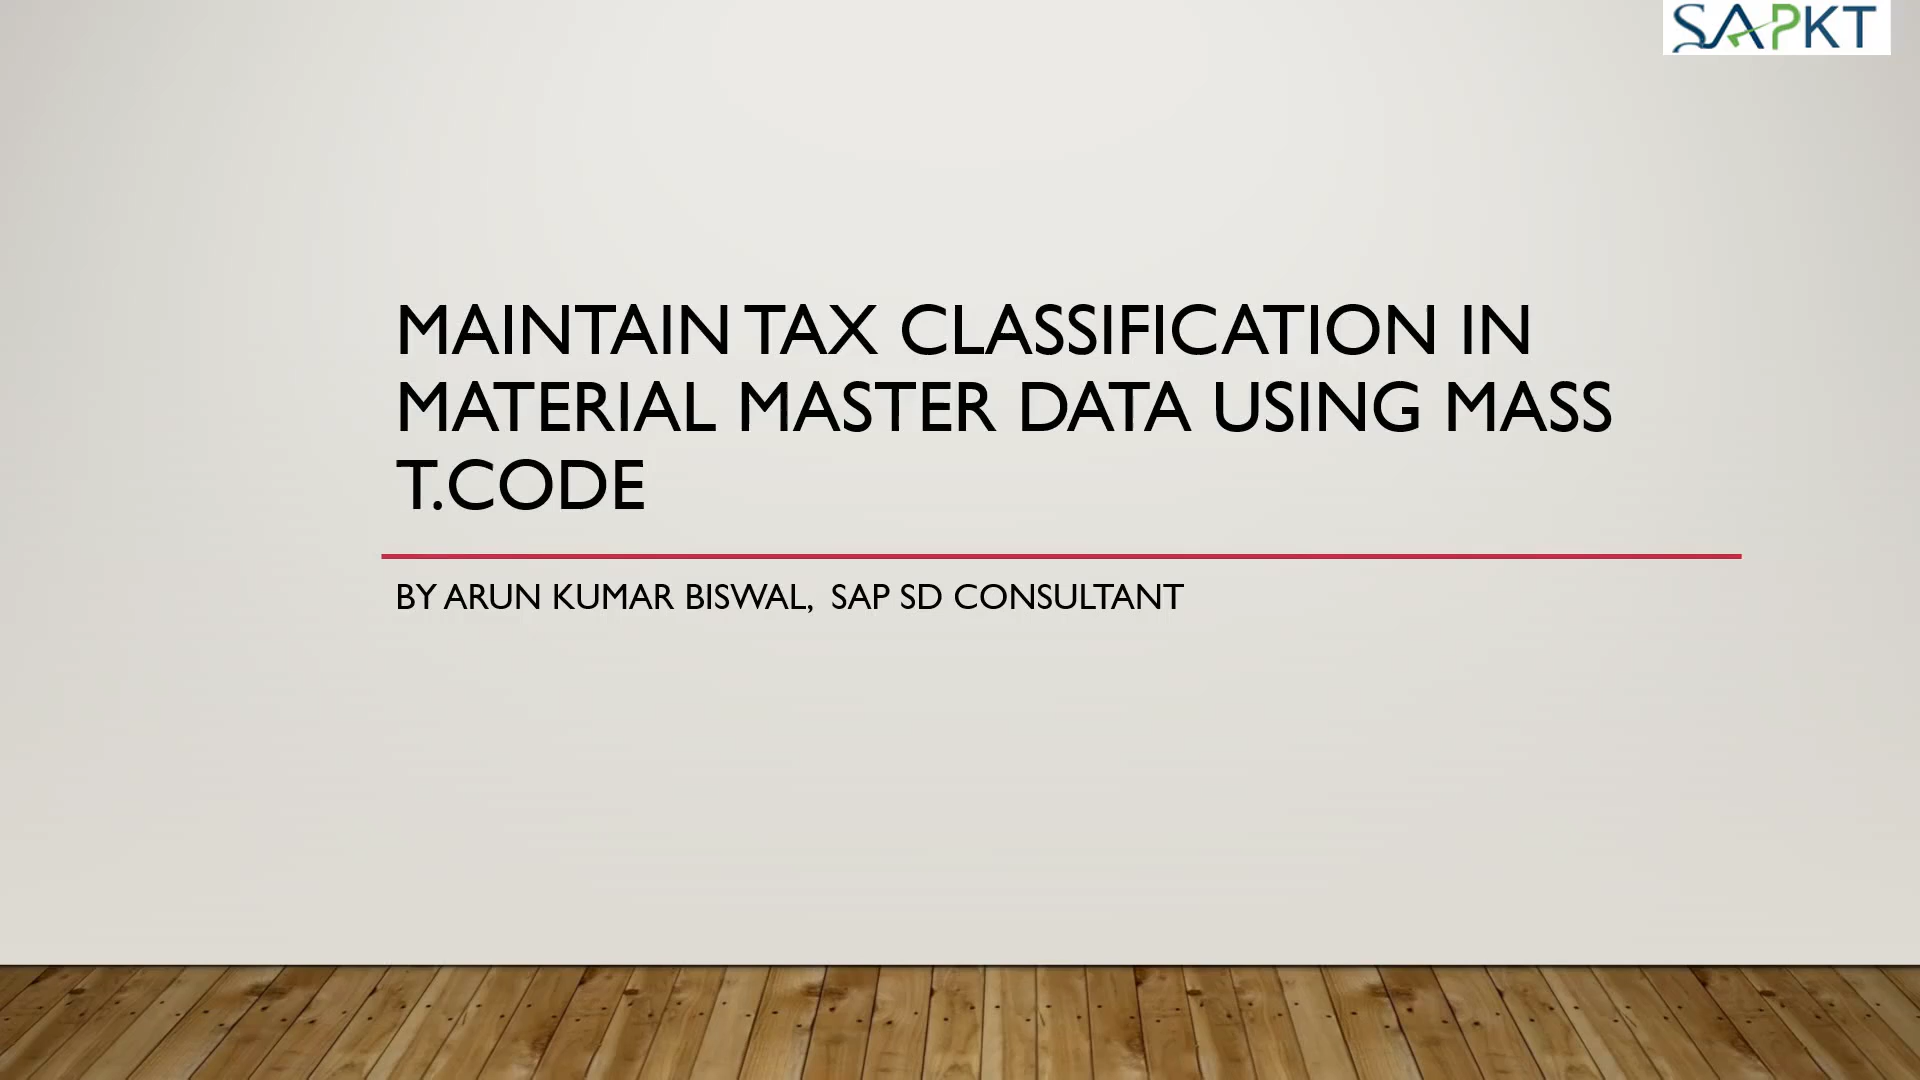 SAPKT
MAINTAIN TAX CLASSIFICATION IN
MATERIAL MASTER DATA USING MASS
T.CODE
BY ARUN KUMAR BISWAL, SAP SD CONSULTANT